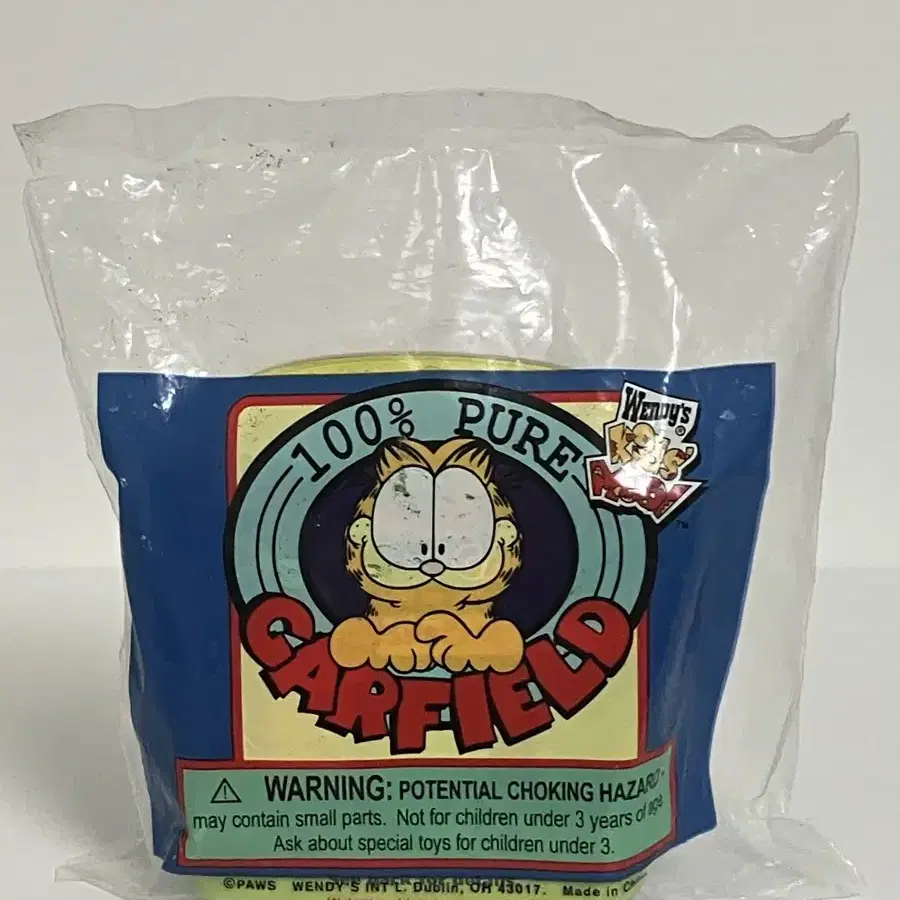 100% PURE
WENDY'S ®
KIDS'
MEAL
TM
GARFIELD
WARNING: POTENTIAL CHOKING HAZARD-
may contain small parts. Not for children under 3 years of age.
Ask about special toys for children under 3.
©PAWS WENDY'S INT'L. Dublin, OH 43017. Made in